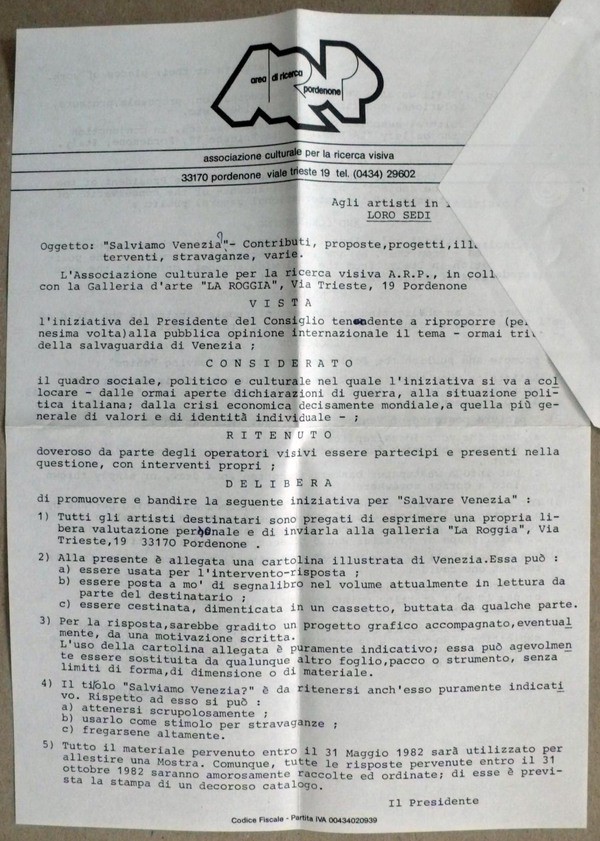 area di ricerca
pordenone
ARP
associazione culturale per la ricerca visiva
33170 pordenone viale trieste 19 tel. (0434) 29602
Agli artisti in
LORO SEDI
Oggetto: "Salviamo Venezia?"- Contributi, proposte,progetti,ill
terventi, stravaganze, varie.
L'Associazione culturale per la ricerca visiva A.R.P., in coll
con la Galleria d'arte "LA ROGGIA", Via Trieste, 19 Pordenone
V I S T A
l'iniziativa del Presidente del Consiglio tendente a riproporre (per
nesima volta)alla pubblica opinione internazionale il tema - ormai tri
della salvaguardia di Venezia ;
C O N S I D E R A T O
il quadro sociale, politico e culturale nel quale l'iniziativa si va a col
locare - dalle ormai aperte dichiarazioni di guerra, alla situazione poli-
tica italiana; dalla crisi economica decisamente mondiale,a quella più ge-
nerale di valori e di identità individuale - ;
R I T E N U T O
doveroso da parte degli operatori visivi essere partecipi e presenti nella
questione, con interventi propri ;
D E L I B E R A
di promuovere e bandire la seguente iniziativa per "Salvare Venezia" :
1) Tutti gli artisti destinatari sono pregati di esprimere una propria li-
bera valutazione personale e di inviarla alla galleria "La Roggia", Via
Trieste,19 33170 Pordenone .
2) Alla presente è allegata una cartolina illustrata di Venezia.Essa può :
a) essere usata per l'intervento-risposta ;
b) essere posta a mo' di segnalibro nel volume attualmente in lettura da
parte del destinatario ;
c) essere cestinata, dimenticata in un cassetto, buttata da qualche parte.
3) Per la risposta,sarebbe gradito un progetto grafico accompagnato,eventual
mente, da una motivazione scritta.
L'uso della cartolina allegata è puramente indicativo; essa può agevolmen
te essere sostituita da qualunque altro foglio,pacco o strumento, senza
limiti di forma,di dimensione o di materiale.
4) Il titolo "Salviamo Venezia?" è da ritenersi anch'esso puramente indicati
vo. Rispetto ad esso si può :
a) attenersi scrupolosamente ;
b) usarlo come stimolo per stravaganze ;
c) fregarsene altamente.
5) Tutto il materiale pervenuto entro il 31 Maggio 1982 sarà utilizzato per
allestire una Mostra. Comunque, tutte le risposte pervenute entro il 31
ottobre 1982 saranno amorosamente raccolte ed ordinate; di esse è previ-
sta la stampa di un decoroso catalogo.
Il Presidente
Codice Fiscale - Partita IVA 00434020939